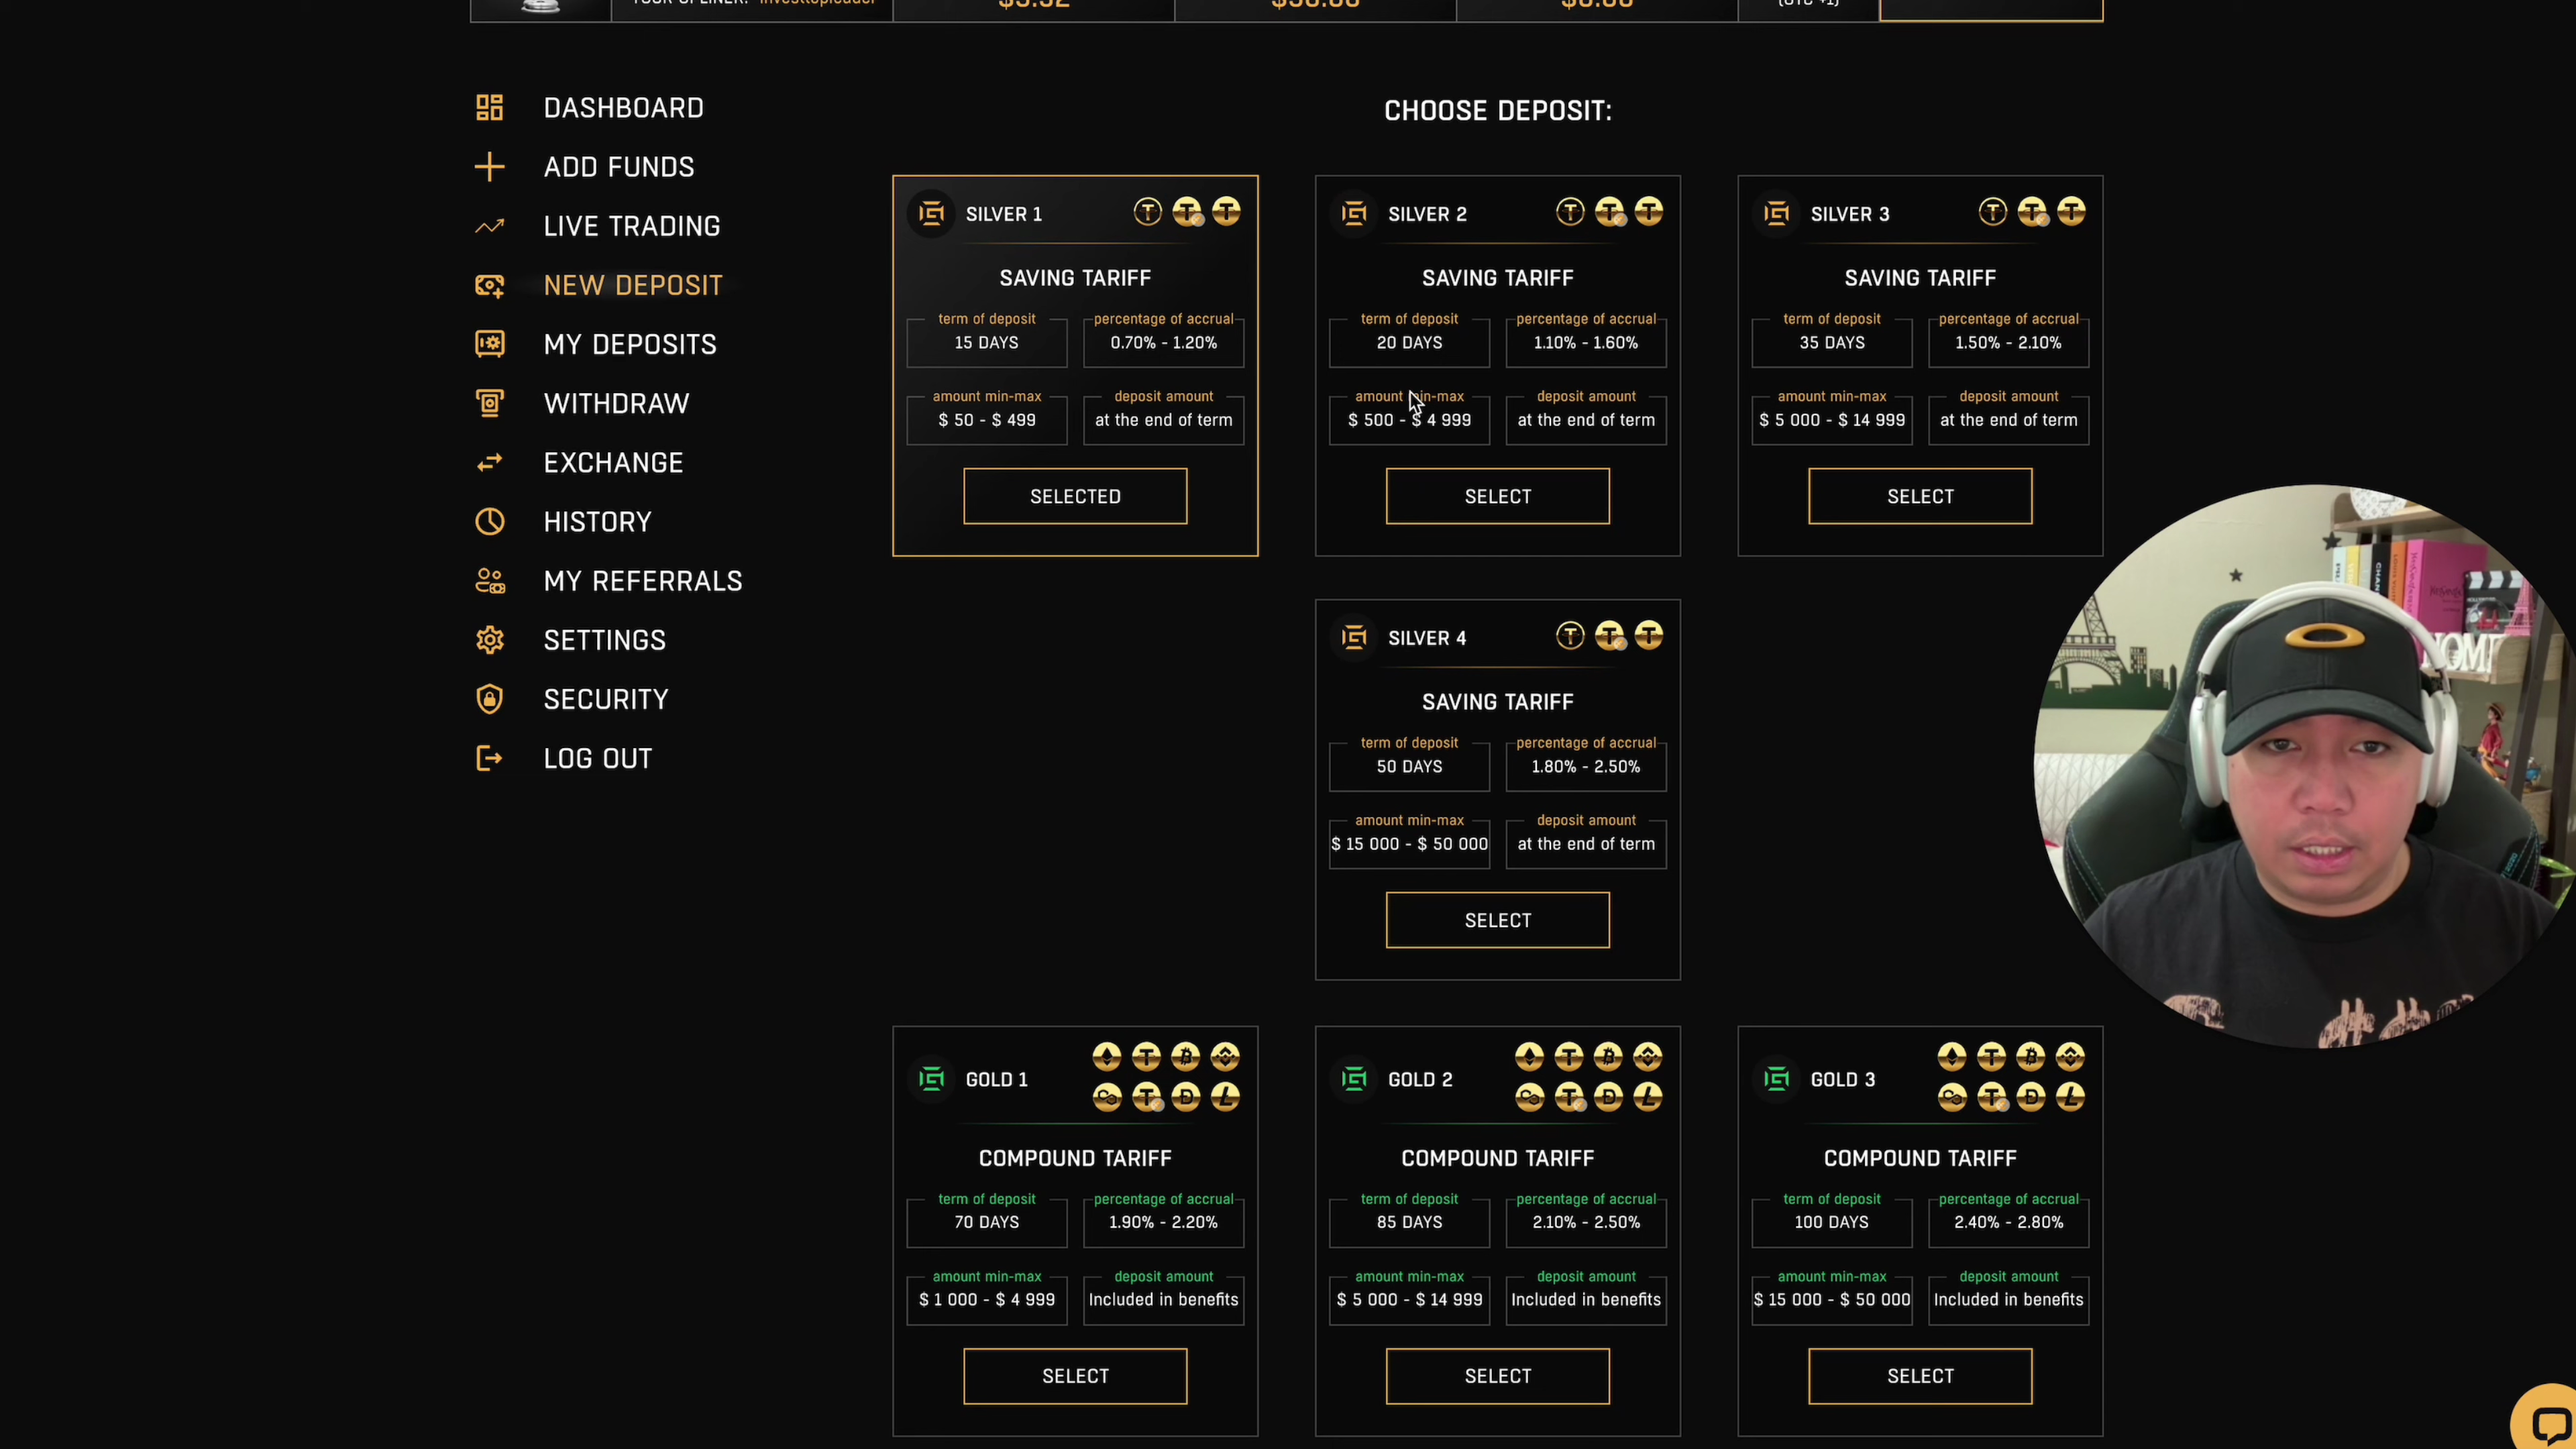 YOUR UPLINER: investtopleader
(UTC +1)
DASHBOARD
ADD FUNDS
LIVE TRADING
NEW DEPOSIT
MY DEPOSITS
WITHDRAW
EXCHANGE
HISTORY
MY REFERRALS
SETTINGS
SECURITY
LOG OUT
CHOOSE DEPOSIT:
SILVER 1
SAVING TARIFF
term of deposit
15 DAYS
percentage of accrual
0.70% - 1.20%
amount min-max
$ 50 - $ 499
deposit amount
at the end of term
SELECTED
SILVER 2
SAVING TARIFF
term of deposit
20 DAYS
percentage of accrual
1.10% - 1.60%
amount min-max
$ 500 - $ 4 999
deposit amount
at the end of term
SELECT
SILVER 3
SAVING TARIFF
term of deposit
35 DAYS
percentage of accrual
1.50% - 2.10%
amount min-max
$ 5 000 - $ 14 999
deposit amount
at the end of term
SELECT
SILVER 4
SAVING TARIFF
term of deposit
50 DAYS
percentage of accrual
1.80% - 2.50%
amount min-max
$ 15 000 - $ 50 000
deposit amount
at the end of term
SELECT
GOLD 1
COMPOUND TARIFF
term of deposit
70 DAYS
percentage of accrual
1.90% - 2.20%
amount min-max
$ 1 000 - $ 4 999
deposit amount
Included in benefits
SELECT
GOLD 2
COMPOUND TARIFF
term of deposit
85 DAYS
percentage of accrual
2.10% - 2.50%
amount min-max
$ 5 000 - $ 14 999
deposit amount
Included in benefits
SELECT
GOLD 3
COMPOUND TARIFF
term of deposit
100 DAYS
percentage of accrual
2.40% - 2.80%
amount min-max
$ 15 000 - $ 50 000
deposit amount
Included in benefits
SELECT